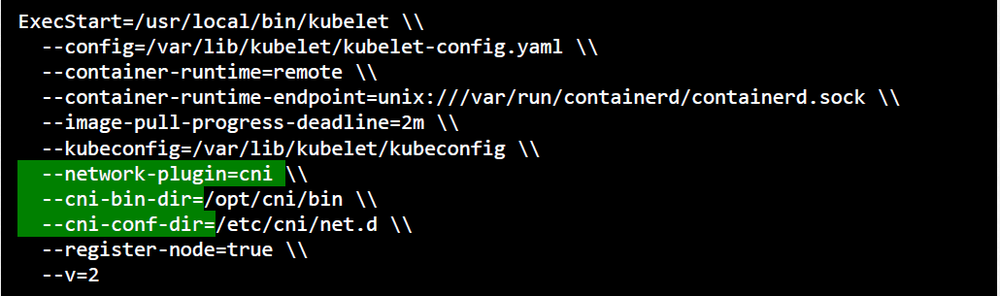 ExecStart=/usr/local/bin/kubelet \\
--config=/var/lib/kubelet/kubelet-config.yaml \\
--container-runtime=remote \\
--container-runtime-endpoint=unix:///var/run/containerd/containerd.sock \\
--image-pull-progress-deadline=2m \\
--kubeconfig=/var/lib/kubelet/kubeconfig \\
--network-plugin=cni \\
--cni-bin-dir=/opt/cni/bin \\
--cni-conf-dir=/etc/cni/net.d \\
--register-node=true \\
--v=2